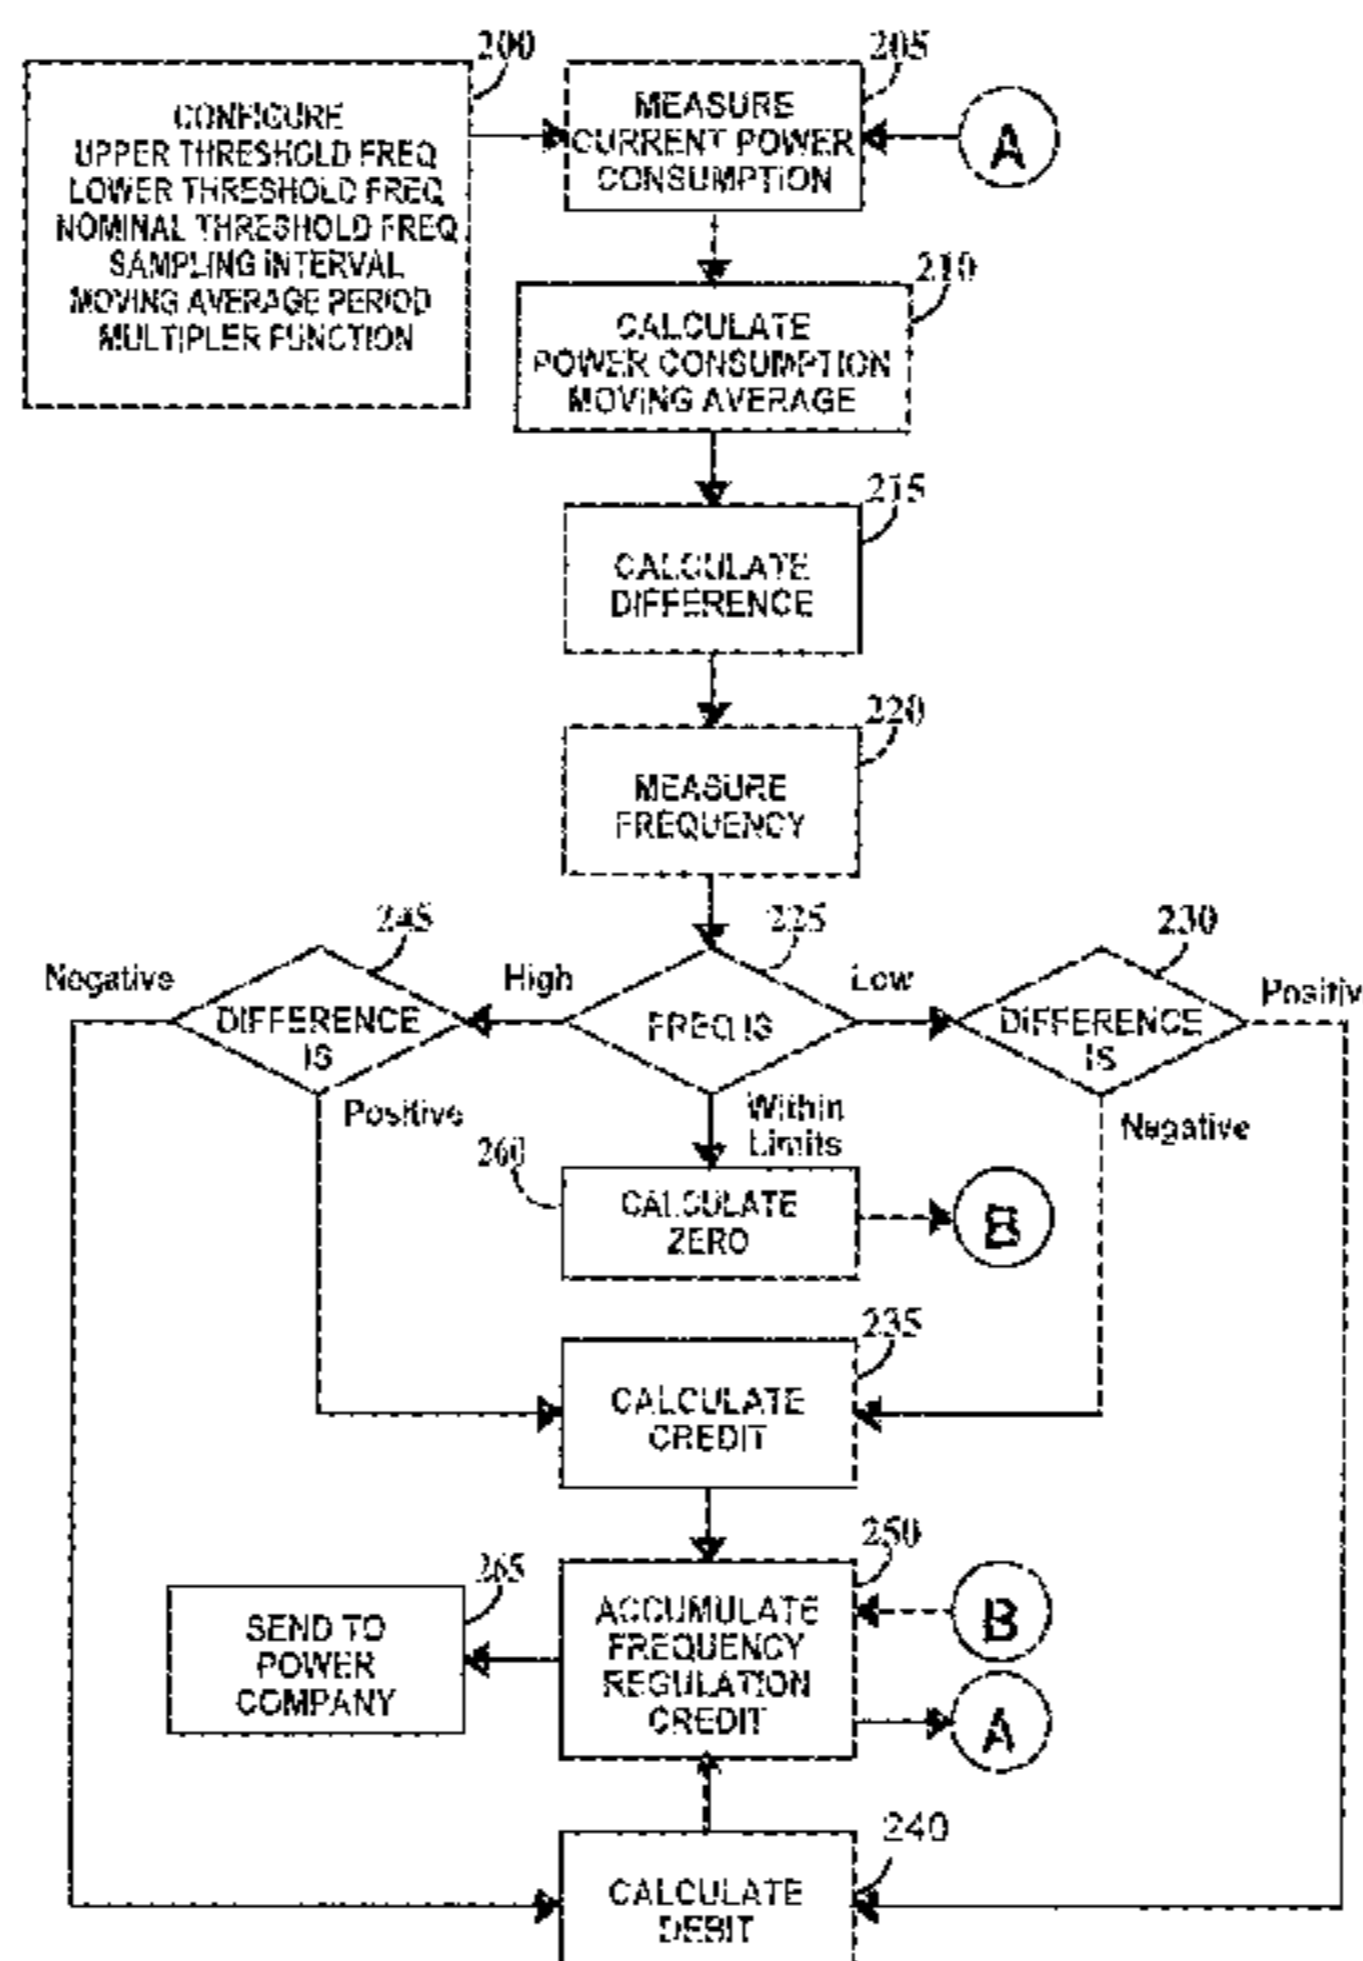 200
CONFIGURE
UPPER THRESHOLD FREQ
LOWER THRESHOLD FREQ
NOMINAL THRESHOLD FREQ
SAMPLING INTERVAL
MOVING AVERAGE PERIOD
MULTIPLER FUNCTION
205
MEASURE
CURRENT POWER
CONSUMPTION
A
210
CALCULATE
POWER CONSUMPTION
MOVING AVERAGE
215
CALCULATE
DIFFERENCE
220
MEASURE
FREQUENCY
245
225
230
Negative
High
Low
Positiv
DIFFERENCE
IS
FREQ IS
DIFFERENCE
IS
Positive
Within
Limits
Negative
260
CALCULATE
ZERO
B
235
CALCULATE
CREDIT
250
265
SEND TO
POWER
COMPANY
ACCUMULATE
FREQUENCY
REGULATION
CREDIT
B
A
240
CALCULATE
DEBIT